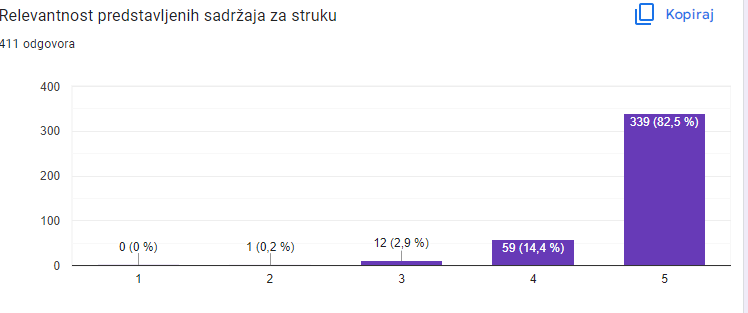 Relevantnost predstavljenih sadržaja za struku
Kopiraj
411 odgovora
400
300
200
100
0
0 (0 %)
1 (0,2 %)
12 (2,9 %)
59 (14,4 %)
339 (82,5 %)
1
2
3
4
5